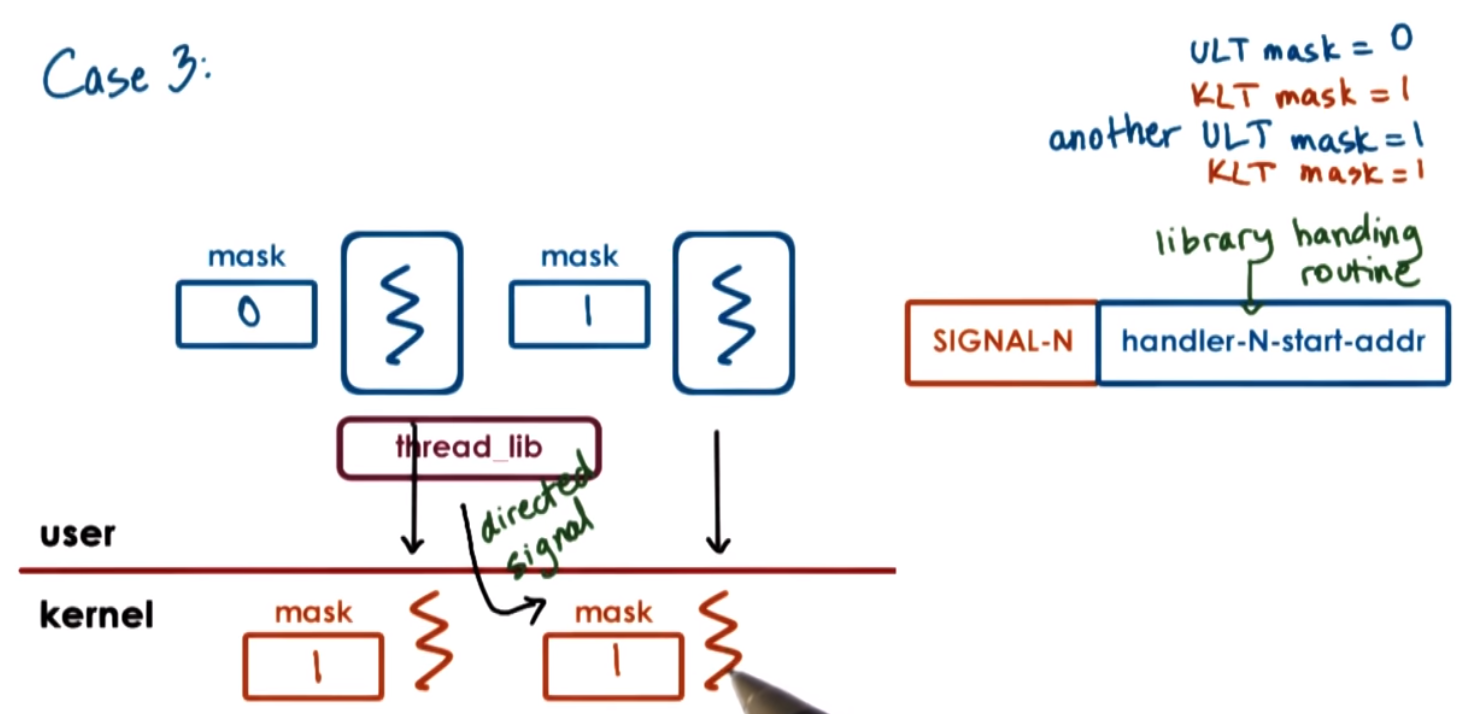 Case 3:
ULT mask = 0
KLT mask = 1
another ULT mask = 1
KLT mask = 1
library handing
routine
mask
0
mask
1
SIGNAL-N
handler-N-start-addr
thread_lib
directed
signal
user
kernel
mask
1
mask
1